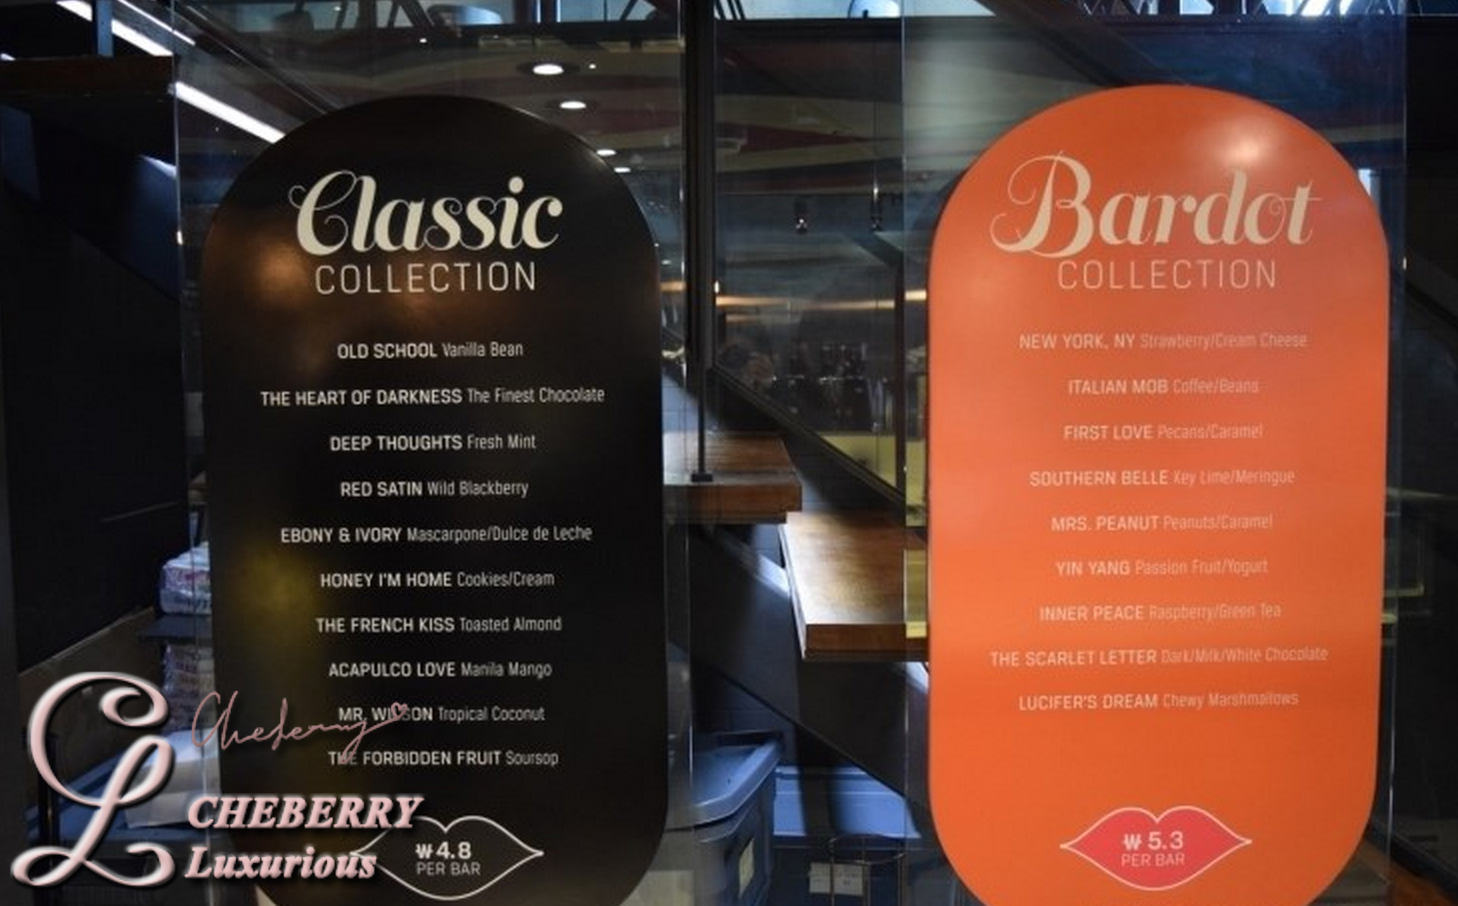 Classic
COLLECTION
OLD SCHOOL Vanilla Bean
THE HEART OF DARKNESS The Finest Chocolate
DEEP THOUGHTS Fresh Mint
RED SATIN Wild Blackberry
EBONY & IVORY Mascarpone/Dulce de Leche
HONEY I'M HOME Cookies/Cream
THE FRENCH KISS Toasted Almond
ACAPULCO LOVE Manila Mango
MR. WILSON Tropical Coconut
THE FORBIDDEN FRUIT Soursop
₩4.8
PER BAR
Bardot
COLLECTION
NEW YORK, NY Strawberry/Cream Cheese
ITALIAN MOB Coffee/Beans
FIRST LOVE Pecans/Caramel
SOUTHERN BELLE Key Lime/Meringue
MRS. PEANUT Peanuts/Caramel
YIN YANG Passion Fruit/Yogurt
INNER PEACE Raspberry/Green Tea
THE SCARLET LETTER Dark/Milk/White Chocolate
LUCIFER'S DREAM Chewy Marshmallows
₩5.3
PER BAR
Cheberry
CHEBERRY
Luxurious